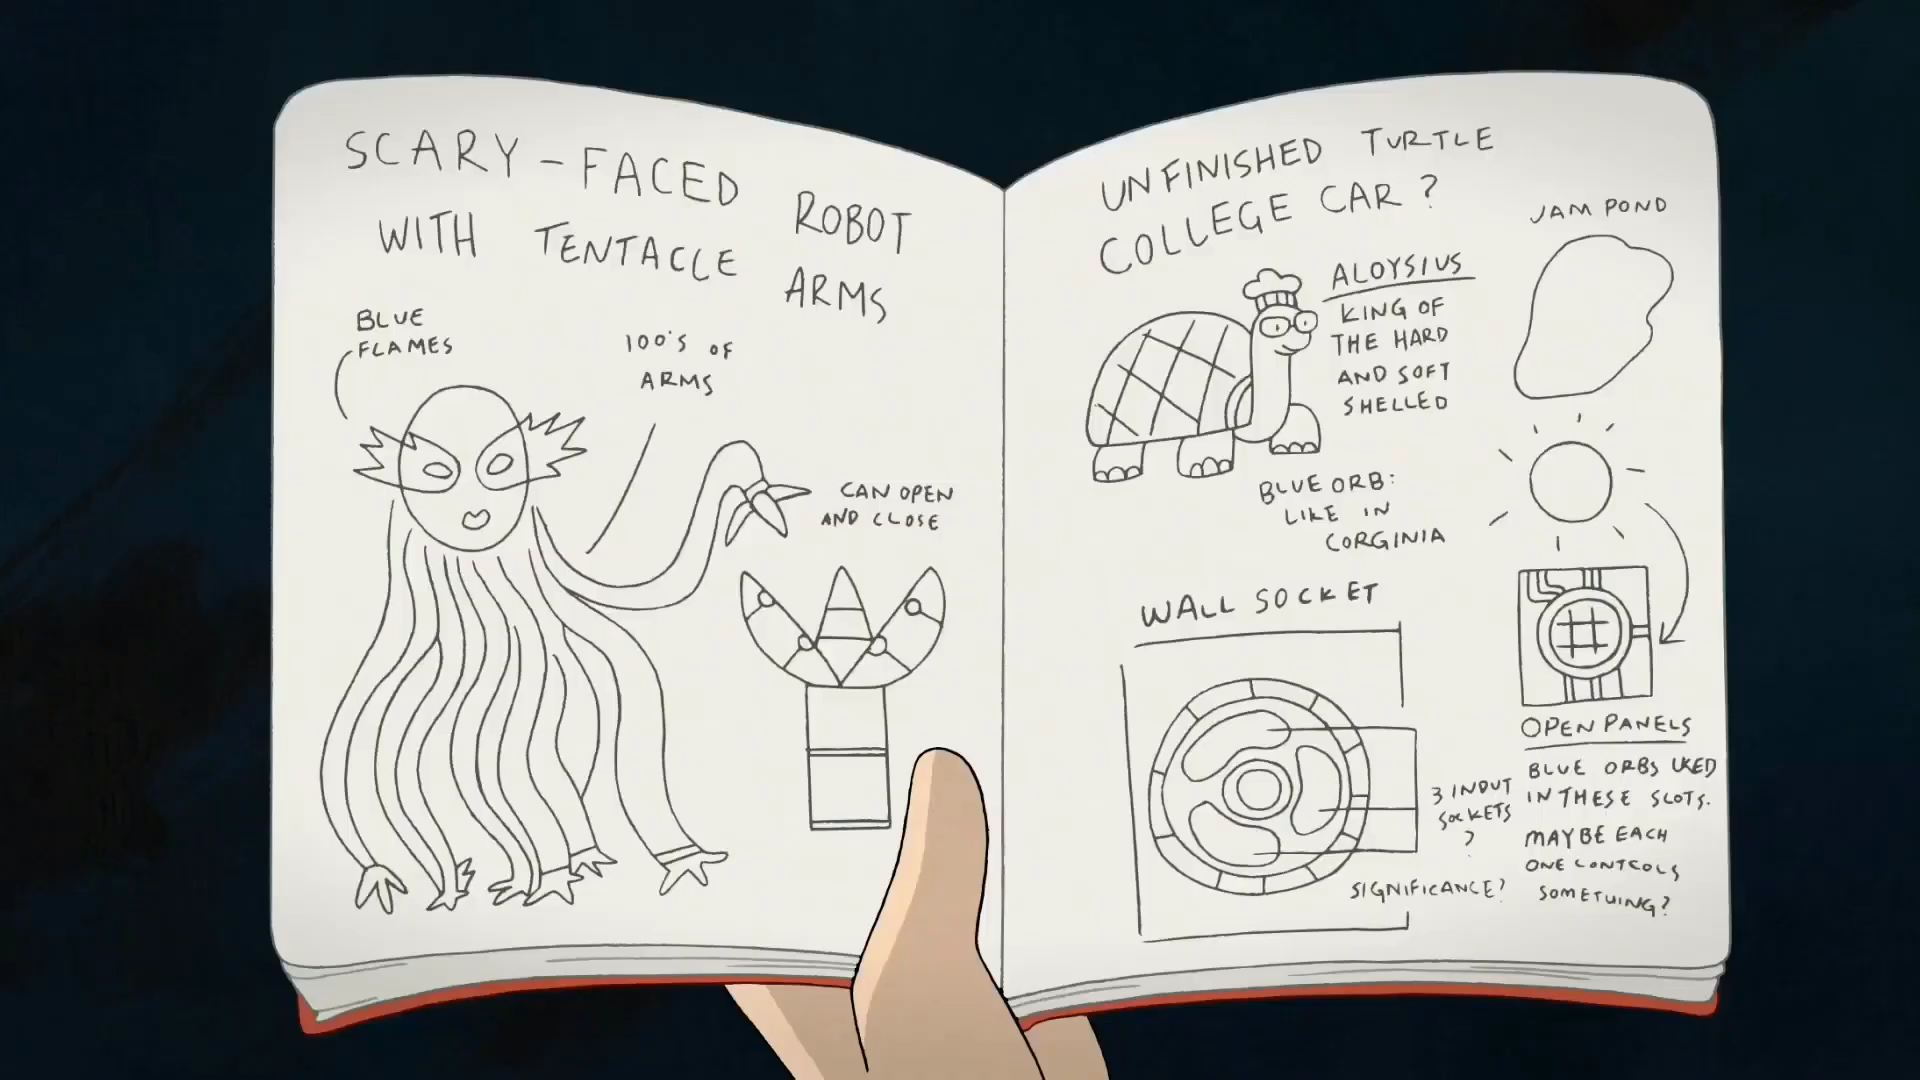 SCARY-FACED ROBOT
WITH TENTACLE ARMS
BLUE
FLAMES
100'S OF
ARMS
CAN OPEN
AND CLOSE
UNFINISHED TURTLE
COLLEGE CAR?
JAM POND
ALOYSIUS
KING OF
THE HARD
AND SOFT
SHELLED
BLUE ORB:
LIKE IN
CORGINIA
WALL SOCKET
3 INPUT
SOCKETS
?
SIGNIFICANCE?
OPEN PANELS
BLUE ORBS USED
IN THESE SLOTS.
MAYBE EACH
ONE CONTROLS
SOMETHING?